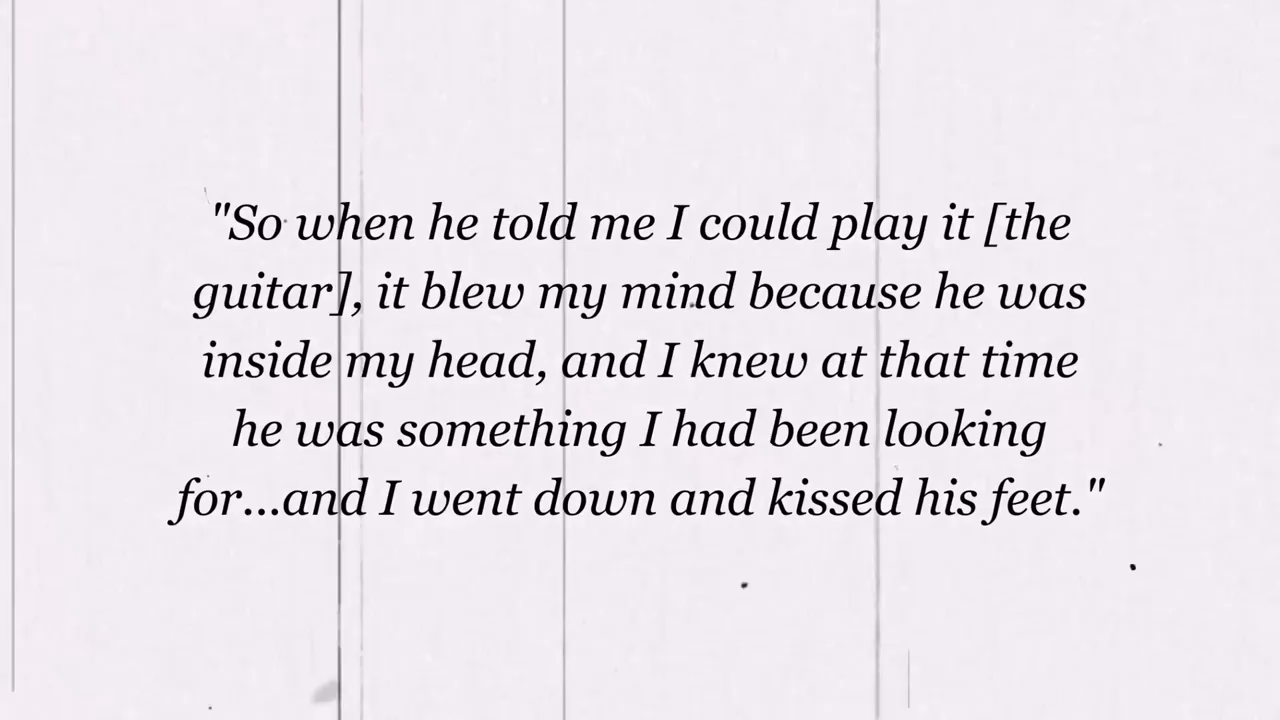 "So when he told me I could play it [the
guitar], it blew my mind because he was
inside my head, and I knew at that time
he was something I had been looking
for...and I went down and kissed his feet."